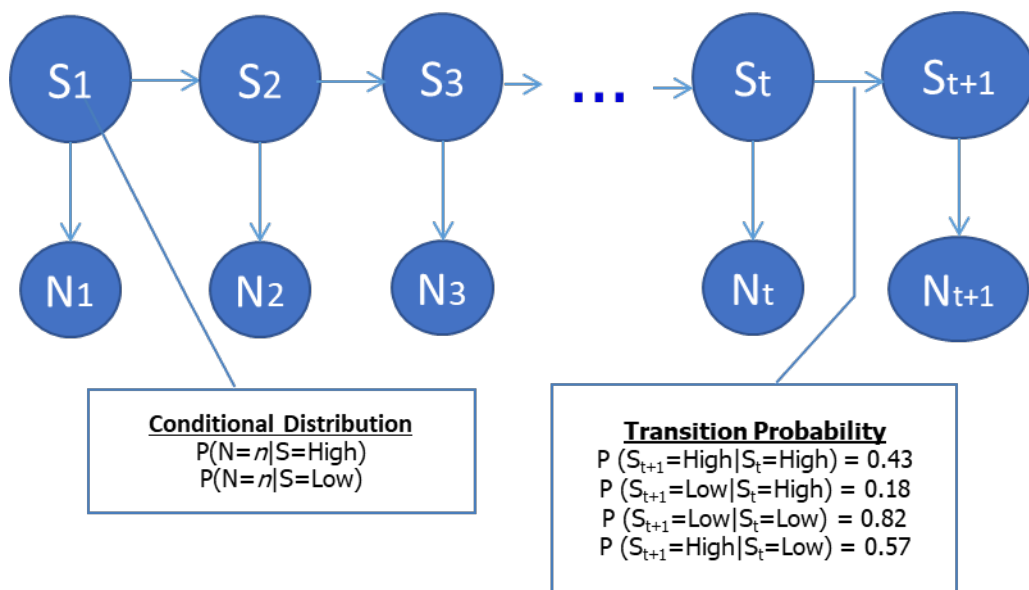 S1 S2 S3 ... St St+1
N1 N2 N3 Nt Nt+1
Conditional Distribution
P(N=n|S=High)
P(N=n|S=Low)
Transition Probability
P (St+1=High|St=High) = 0.43
P (St+1=Low|St=High) = 0.18
P (St+1=Low|St=Low) = 0.82
P (St+1=High|St=Low) = 0.57